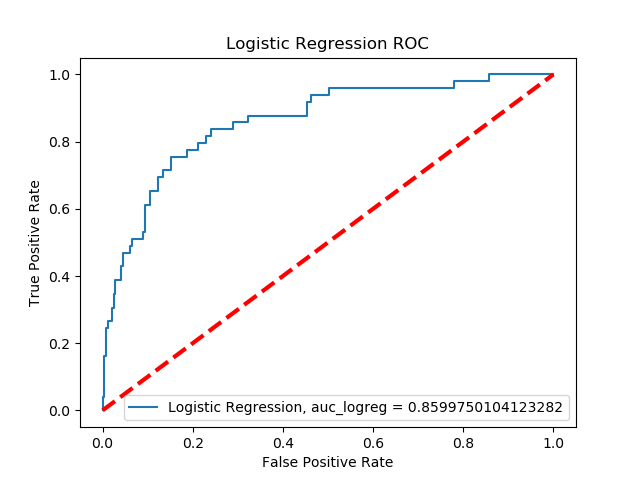 Logistic Regression ROC
1.0
0.8
0.6
0.4
0.2
0.0
True Positive Rate
Logistic Regression, auc_logreg = 0.8599750104123282
0.0 0.2 0.4 0.6 0.8 1.0
False Positive Rate